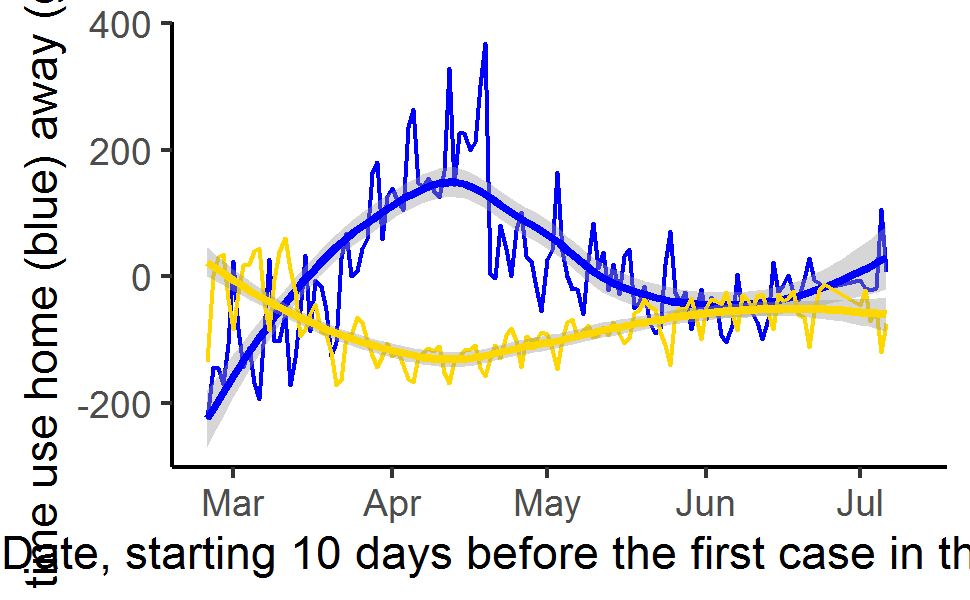 400
200
0
-200
Mar Apr May Jun Jul
time use home (blue) away (
Date, starting 10 days before the first case in th